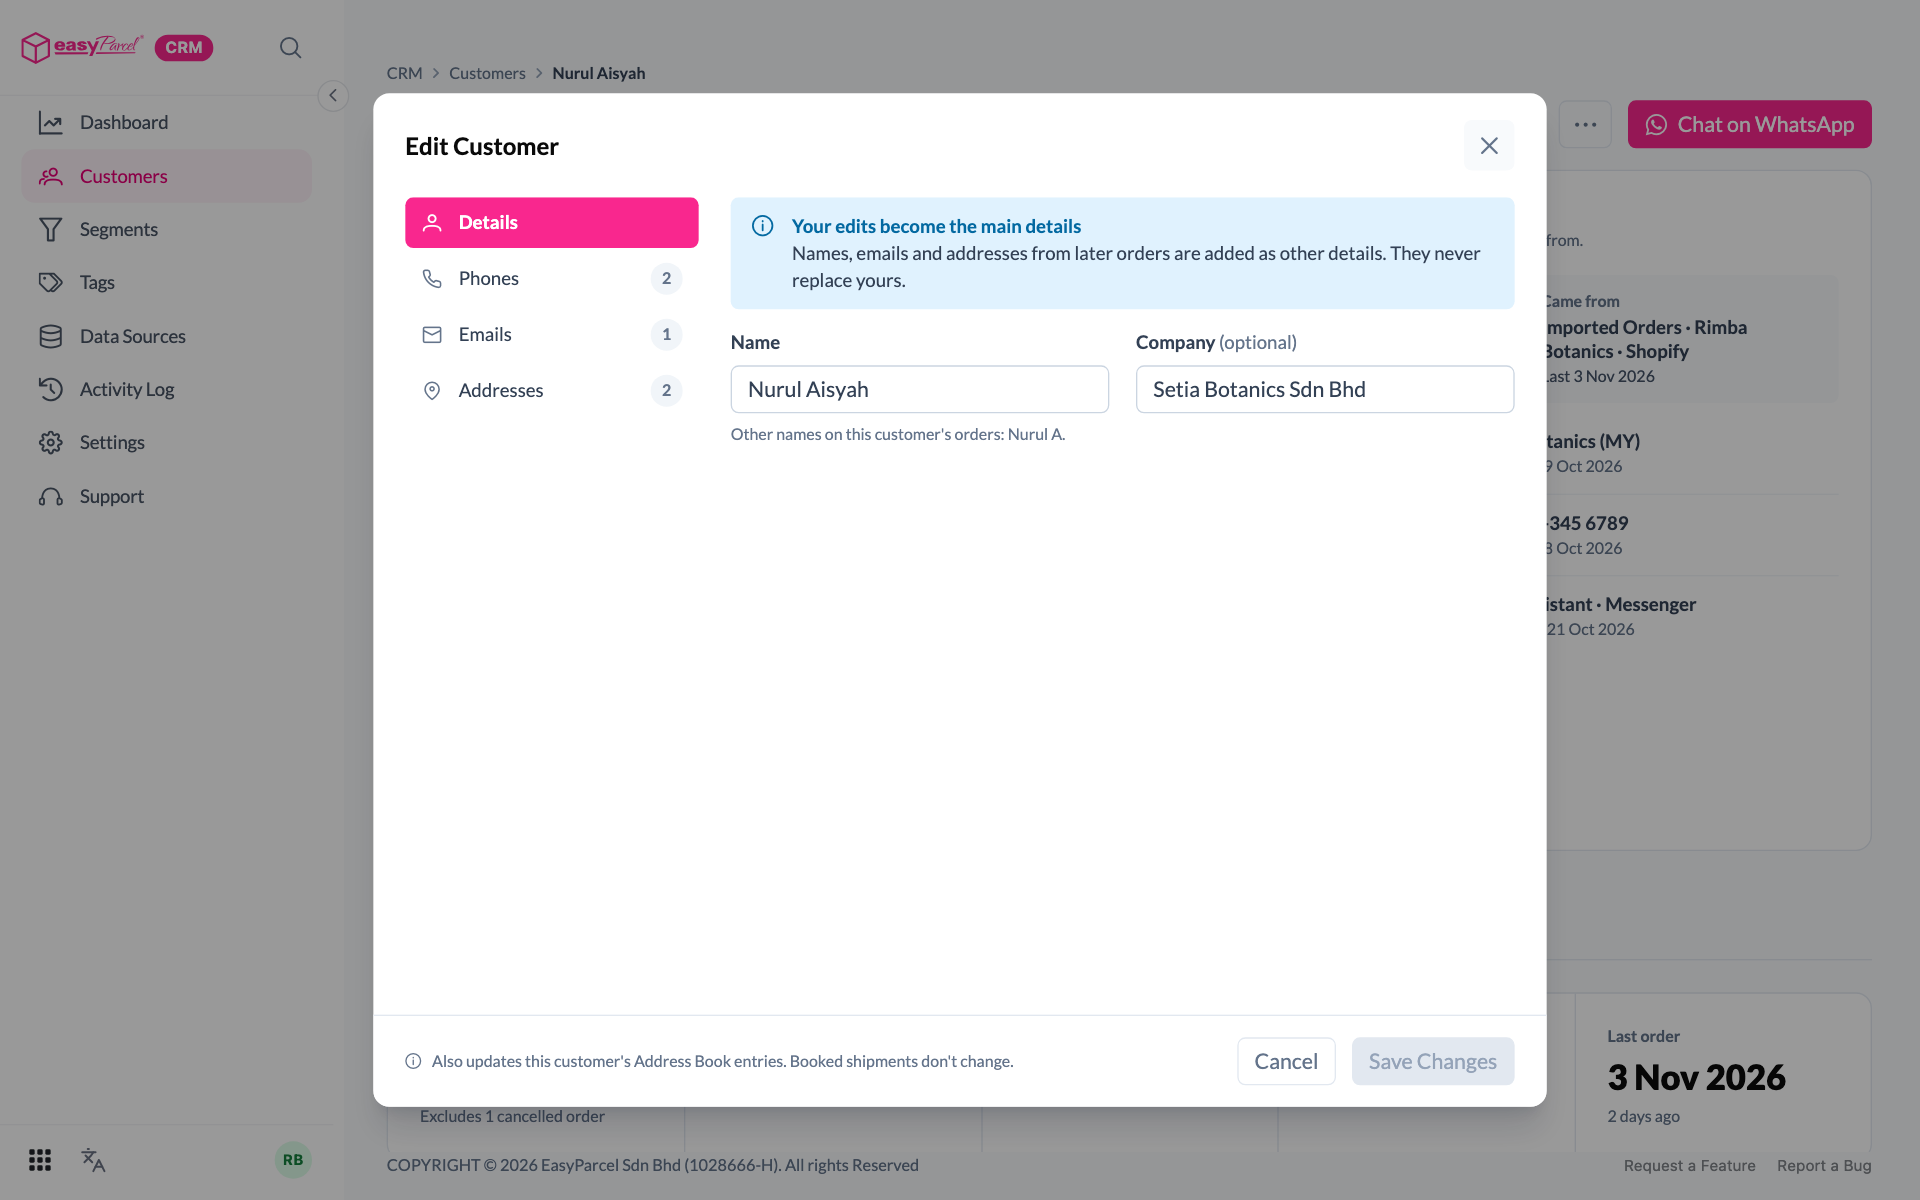 easyParcel CRM
Dashboard
Customers
Segments
Tags
Data Sources
Activity Log
Settings
Support
RB
CRM > Customers > Nurul Aisyah
Chat on WhatsApp
Edit Customer
Details
Phones 2
Emails 1
Addresses 2
Your edits become the main details
Names, emails and addresses from later orders are added as other details. They never
replace yours.
Name
Company (optional)
Nurul Aisyah
Setia Botanics Sdn Bhd
Other names on this customer's orders: Nurul A.
Also updates this customer's Address Book entries. Booked shipments don't change.
Cancel
Save Changes
from.
Came from
Imported Orders · Rimba
Botanics · Shopify
Last 3 Nov 2026
tanics (MY)
9 Oct 2026
-345 6789
8 Oct 2026
istant · Messenger
21 Oct 2026
Last order
3 Nov 2026
2 days ago
Excludes 1 cancelled order
COPYRIGHT © 2026 EasyParcel Sdn Bhd (1028666-H). All rights Reserved
Request a Feature
Report a Bug